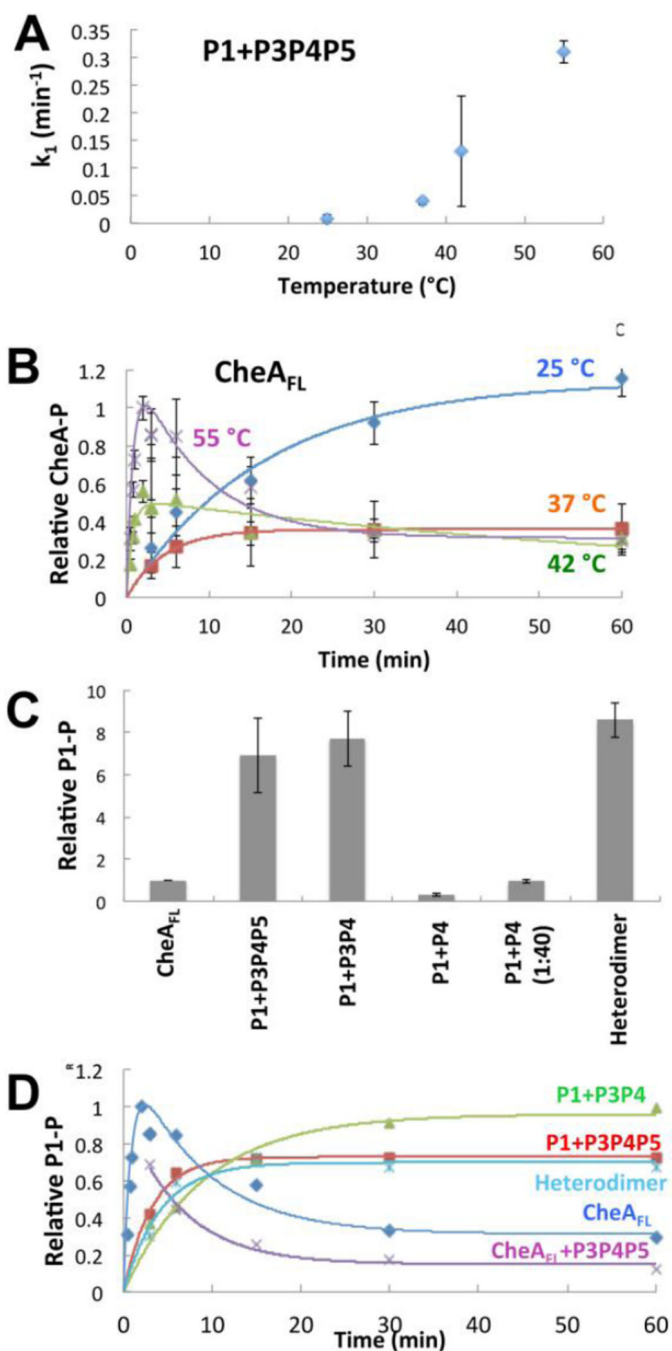 A
P1+P3P4P5
k1 (min-1)
0.35
0.3
0.25
0.2
0.15
0.1
0.05
0
0 10 20 30 40 50 60
Temperature (°C)
C
B
CheAFL
25 °C
55 °C
37 °C
42 °C
Relative CheA-P
1.2
1
0.8
0.6
0.4
0.2
0
0 10 20 30 40 50 60
Time (min)
C
Relative P1-P
10
8
6
4
2
0
CheAFL
P1+P3P4P5
P1+P3P4
P1+P4
P1+P4
(1:40)
Heterodimer
D
Relative P1-P
1.2
1
0.8
0.6
0.4
0.2
0
P1+P3P4
P1+P3P4P5
Heterodimer
CheAFL
CheAFL+P3P4P5
0 10 20 30 40 50 60
Time (min)